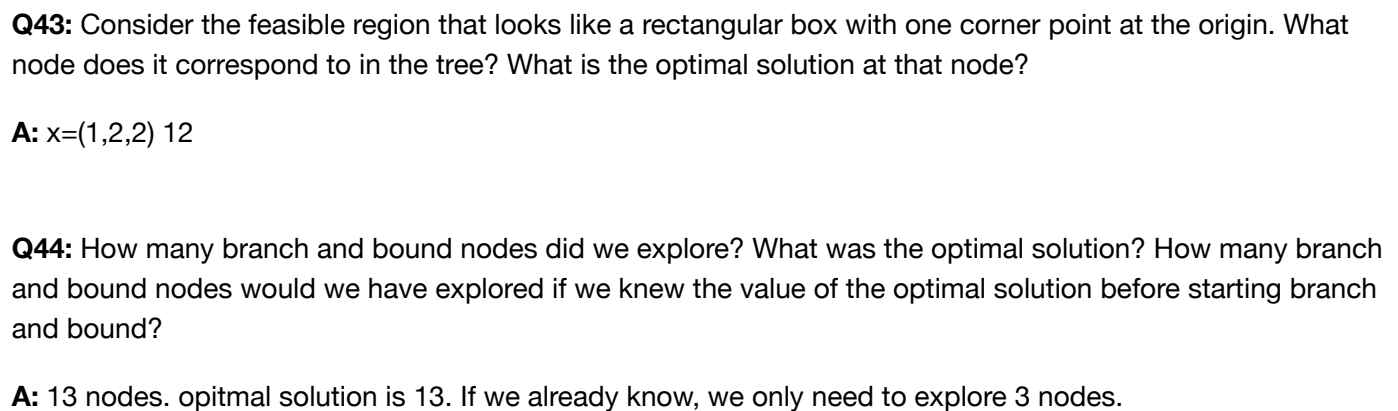 Q43: Consider the feasible region that looks like a rectangular box with one corner point at the origin. What
node does it correspond to in the tree? What is the optimal solution at that node?
A: x=(1,2,2) 12
Q44: How many branch and bound nodes did we explore? What was the optimal solution? How many branch
and bound nodes would we have explored if we knew the value of the optimal solution before starting branch
and bound?
A: 13 nodes. opitmal solution is 13. If we already know, we only need to explore 3 nodes.